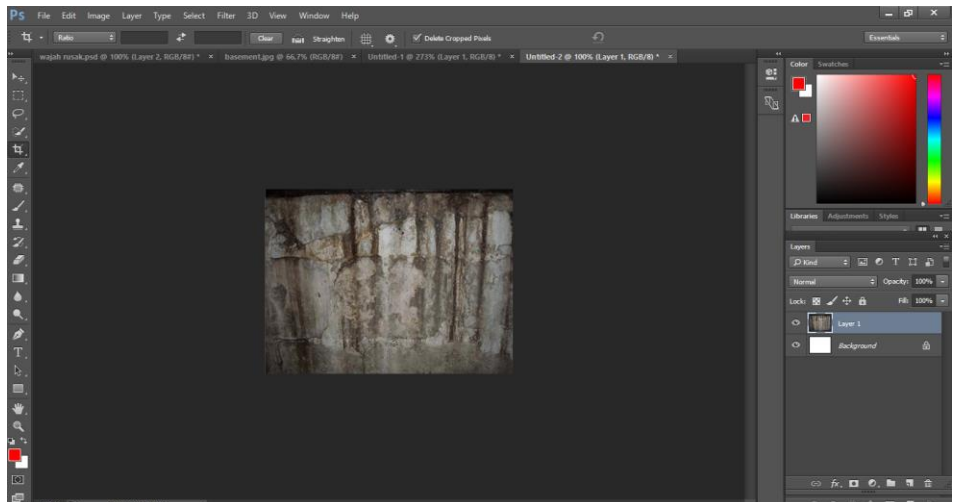 Ps File Edit Image Layer Type Select Filter 3D View Window Help
Ratio Clear Straighten Delete Cropped Pixels Essentials
wajah rusak.psd @ 100% (Layer 2, RGB/8#) * × basement.jpg @ 66.7% (RGB/8#) × Untitled-1 @ 273% (Layer 1, RGB/8) * × Untitled-2 @ 100% (Layer 1, RGB/8) * ×
Color Swatches
Libraries Adjustments Styles
Layers
Kind
Normal Opacity: 100%
Lock: Fill: 100%
Layer 1
Background